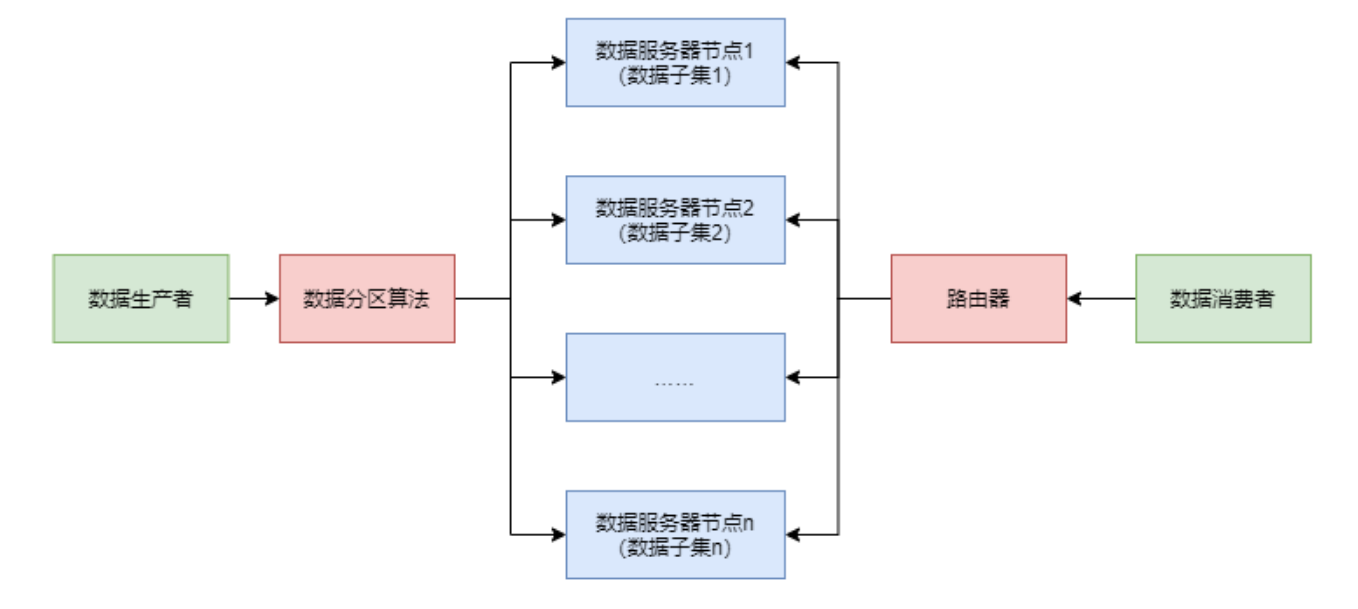 数据服务器节点1
（数据子集1）
数据服务器节点2
（数据子集2）
数据生产者
数据分区算法
路由器
数据消费者
……
数据服务器节点n
（数据子集n）